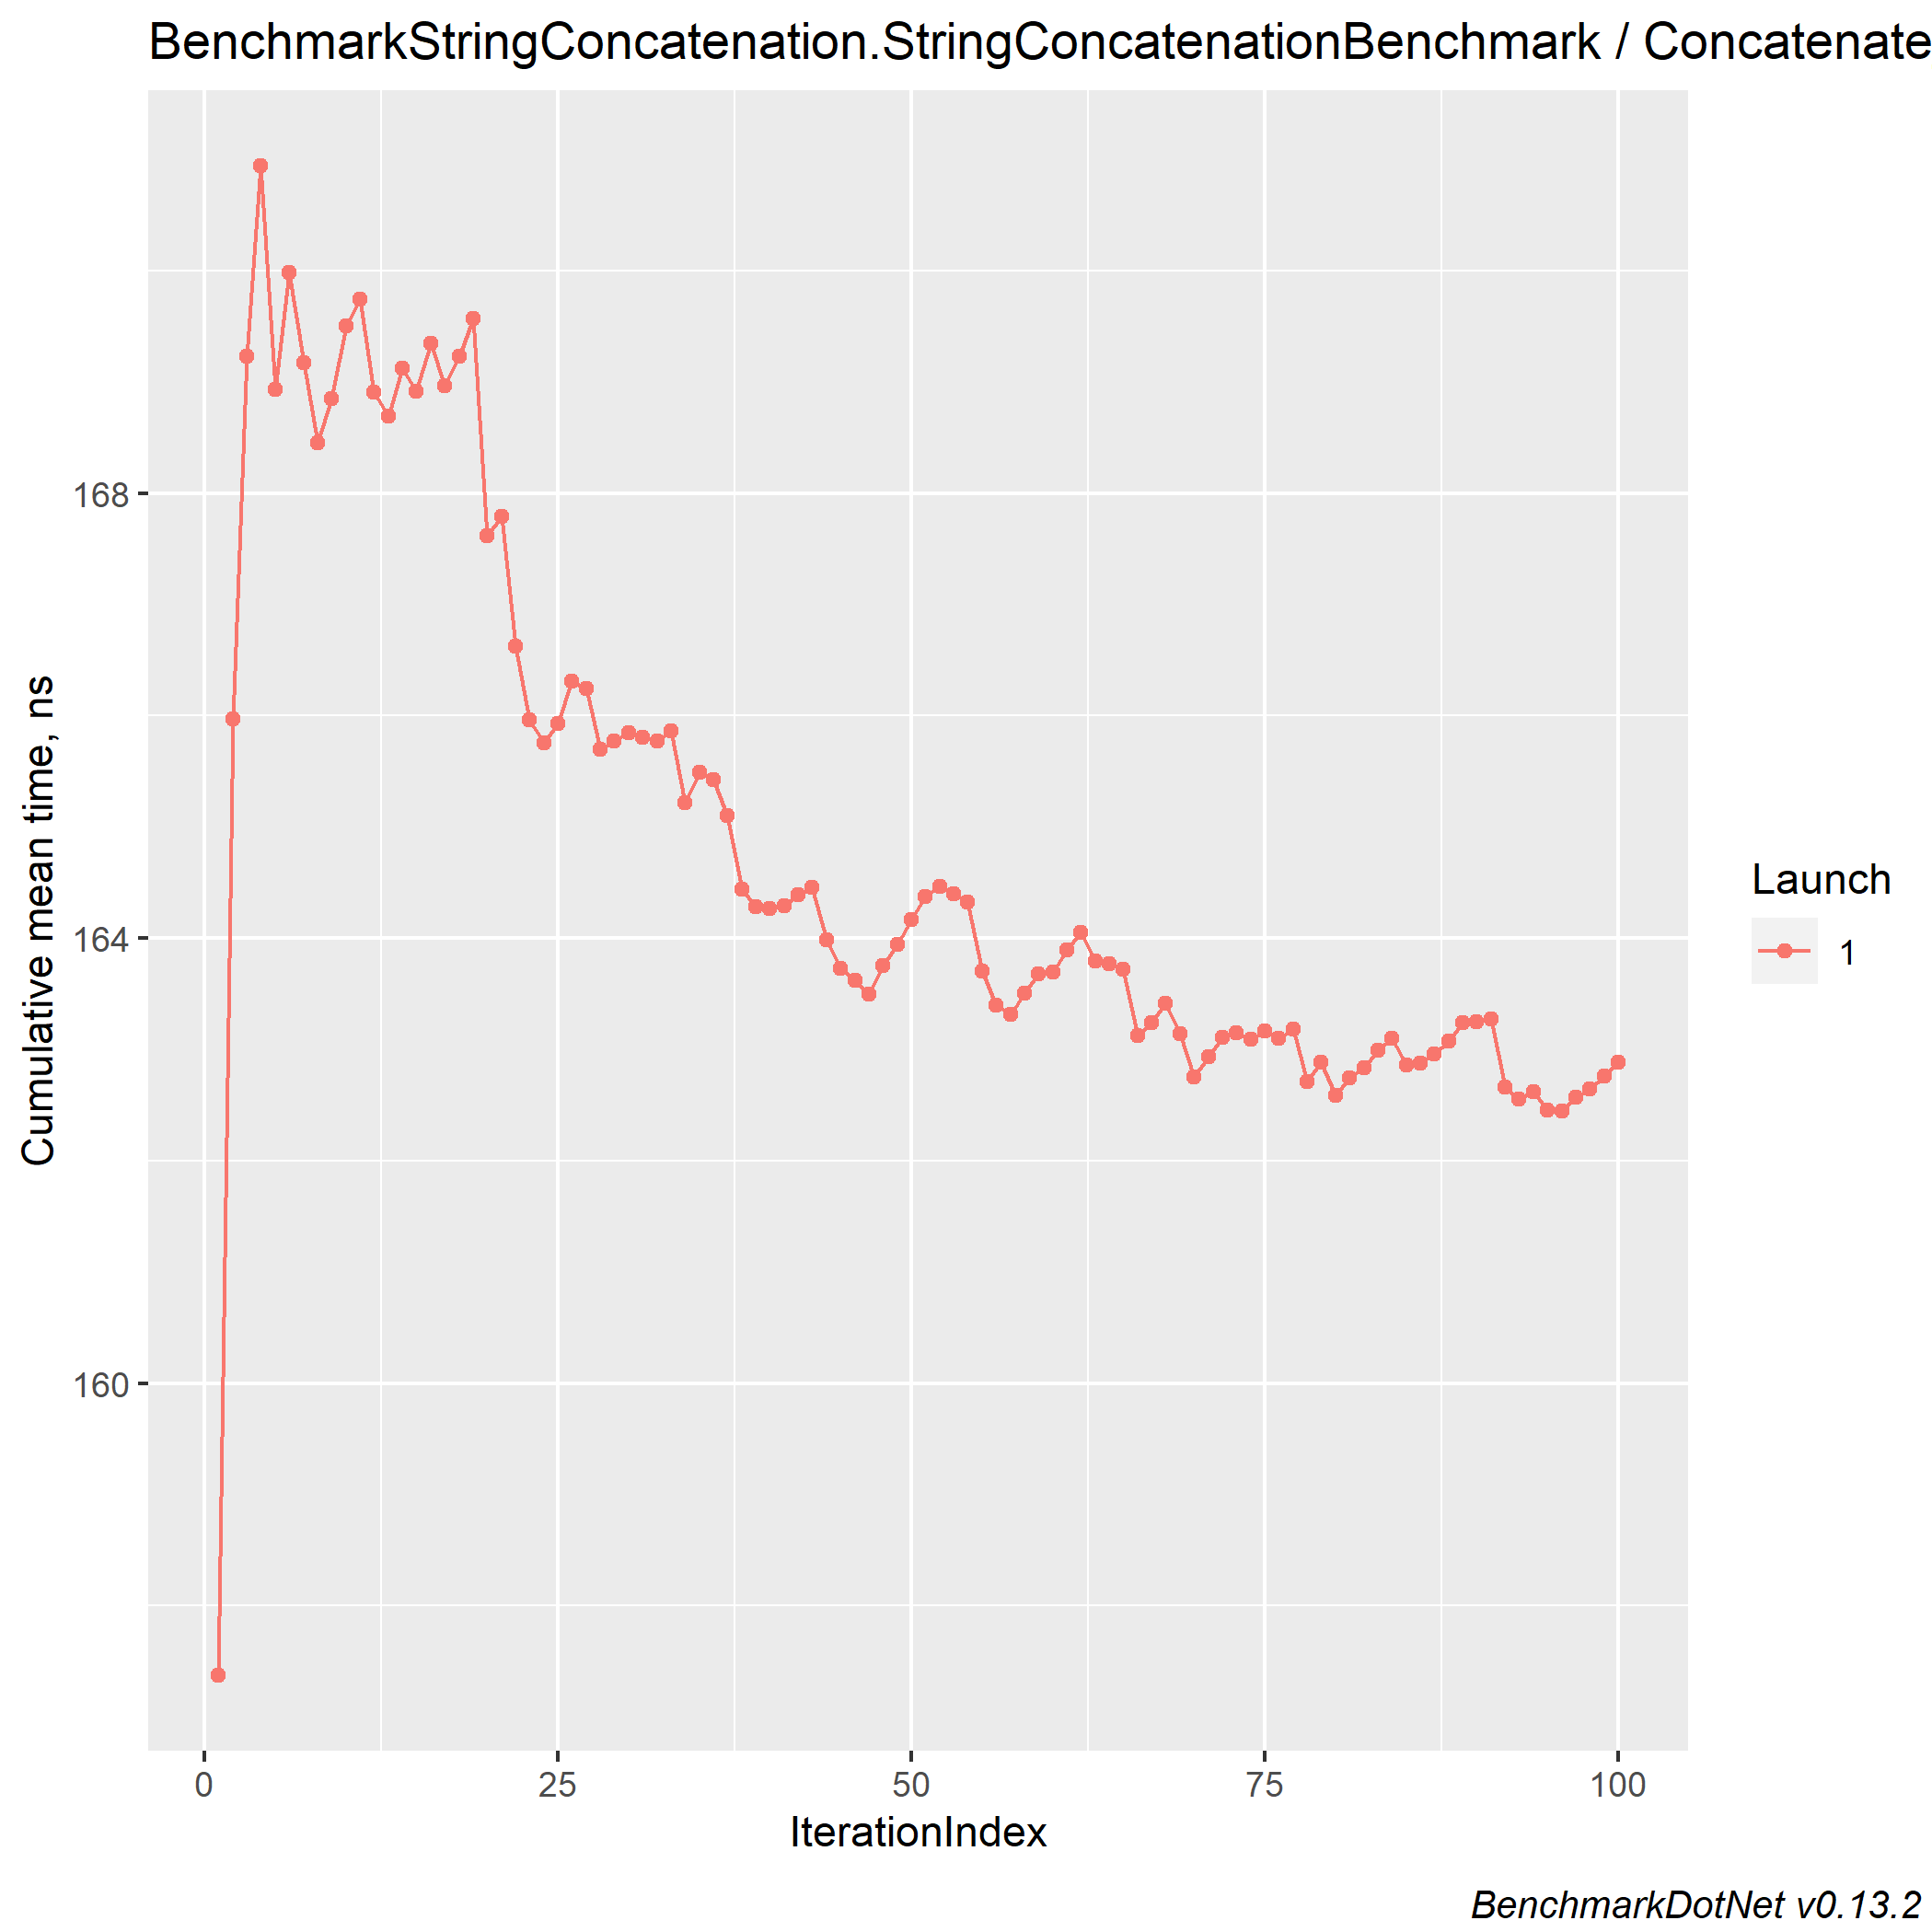 BenchmarkStringConcatenation.StringConcatenationBenchmark / Concatenate
Cumulative mean time, ns
168
164
160
0 25 50 75 100
IterationIndex
Launch
1
BenchmarkDotNet v0.13.2